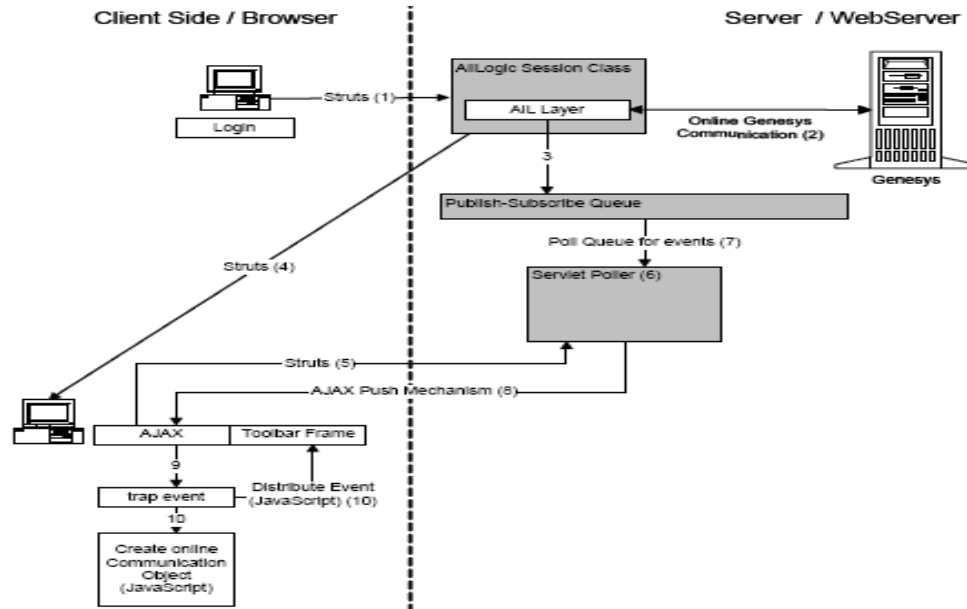 Client Side / Browser
Server / WebServer
AilLogic Session Class
Struts (1)
AIL Layer
Login
Online Genesys
Communication (2)
3
Genesys
Publish-Subscribe Queue
Poll Queue for events (7)
Struts (4)
Servlet Poller (6)
Struts (5)
AJAX Push Mechanism (8)
AJAX
Toolbar Frame
9
Distribute Event
(JavaScript) (10)
trap event
10
Create online
Communication
Object
(JavaScript)